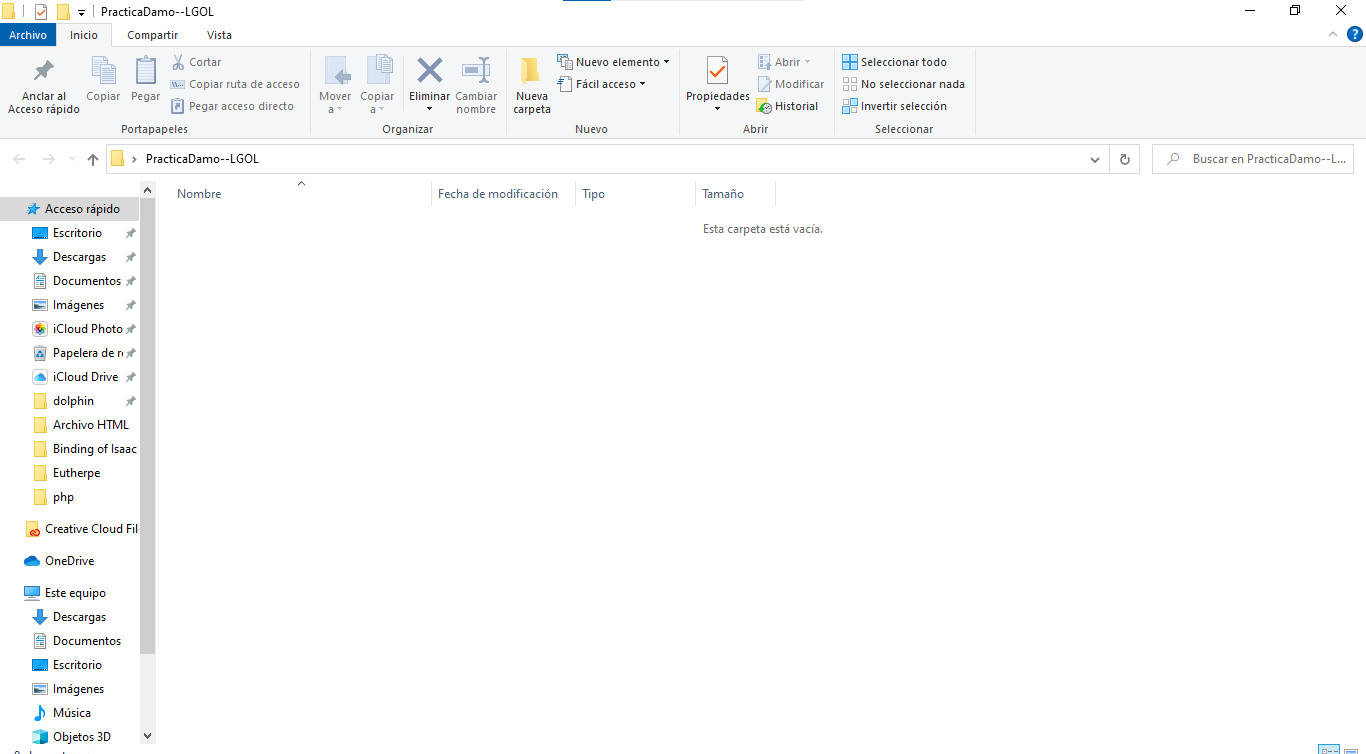 PracticaDamo--LGOL
Archivo Inicio Compartir Vista
Anclar al Acceso rápido
Copiar
Pegar
Cortar
Copiar ruta de acceso
Pegar acceso directo
Portapapeles
Mover a
Copiar a
Eliminar
Cambiar nombre
Organizar
Nueva carpeta
Nuevo elemento
Fácil acceso
Nuevo
Propiedades
Abrir
Modificar
Historial
Abrir
Seleccionar todo
No seleccionar nada
Invertir selección
Seleccionar
PracticaDamo--LGOL
Buscar en PracticaDamo--L...
Nombre Fecha de modificación Tipo Tamaño
Esta carpeta está vacía.
Acceso rápido
Escritorio
Descargas
Documentos
Imágenes
iCloud Photo
Papelera de r
iCloud Drive
dolphin
Archivo HTML
Binding of Isaac
Eutherpe
php
Creative Cloud Fil
OneDrive
Este equipo
Descargas
Documentos
Escritorio
Imágenes
Música
Objetos 3D